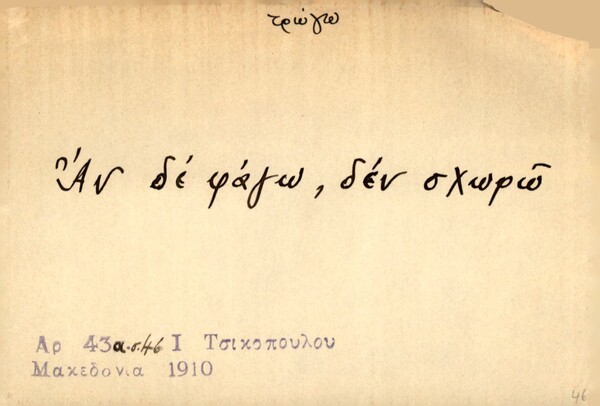 τρώγω
Ἄν δέ φάγω, δέν σχωρῶ
Αρ 43α σ.46 Ι Τσικοπουλου
Μακεδονια 1910
46